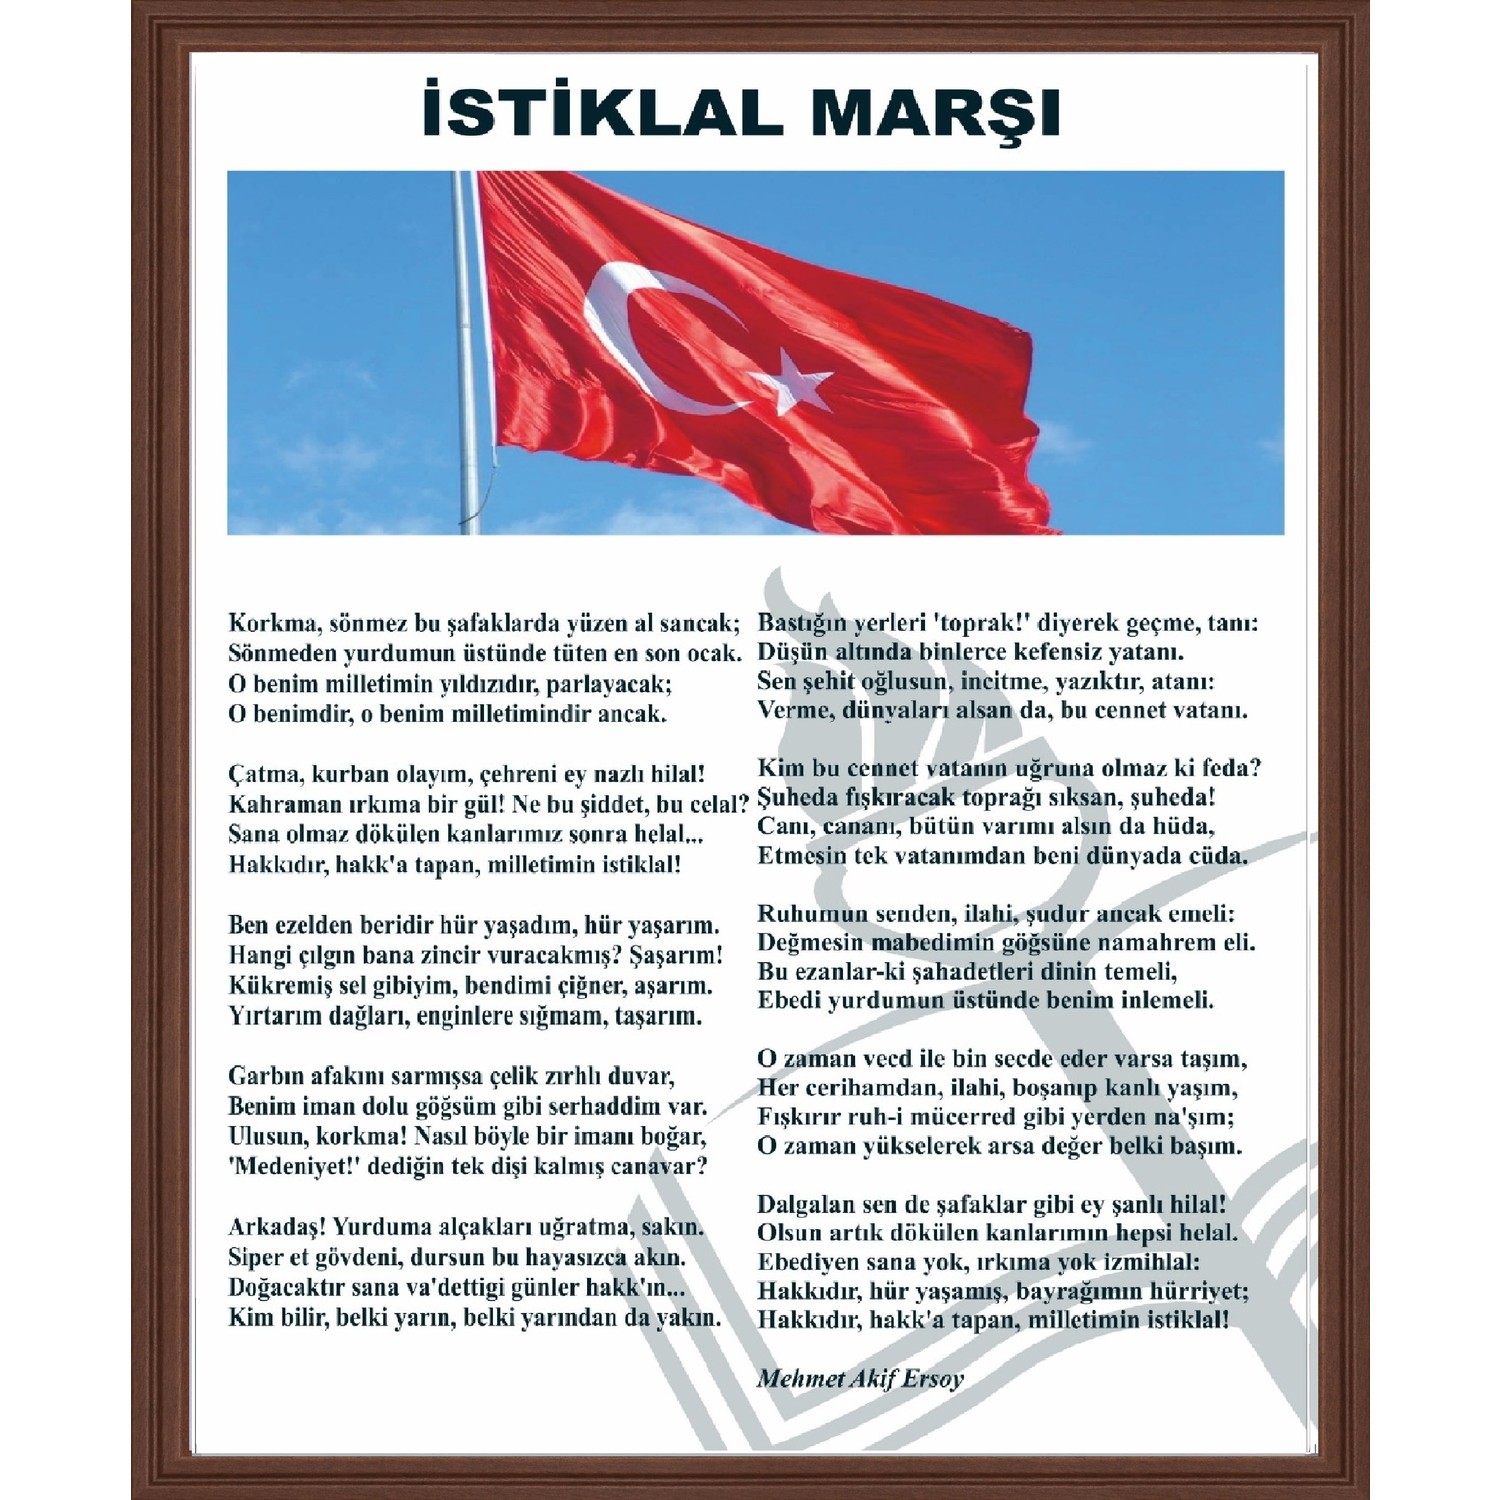 İSTİKLAL MARŞI
Korkma, sönmez bu şafaklarda yüzen al sancak;
Sönmeden yurdumun üstünde tüten en son ocak.
O benim milletimin yıldızıdır, parlayacak;
O benimdir, o benim milletimindir ancak.
Çatma, kurban olayım, çehreni ey nazlı hilal!
Kahraman ırkıma bir gül! Ne bu şiddet, bu celal?
Sana olmaz dökülen kanlarımız sonra helal...
Hakkıdır, hakk'a tapan, milletimin istiklal!
Ben ezelden beridir hür yaşadım, hür yaşarım.
Hangi çılgın bana zincir vuracakmış? Şaşarım!
Kükremiş sel gibiyim, bendimi çiğner, aşarım.
Yırtarım dağları, enginlere sığmam, taşarım.
Garbın afakını sarmışsa çelik zırhlı duvar,
Benim iman dolu göğsüm gibi serhaddim var.
Ulusun, korkma! Nasıl böyle bir imanı boğar,
'Medeniyet!' dediğin tek dişi kalmış canavar?
Arkadaş! Yurduma alçakları uğratma, sakın.
Siper et gövdeni, dursun bu hayasızca akın.
Doğacaktır sana va'dettigi günler hakk'ın...
Kim bilir, belki yarın, belki yarından da yakın.
Bastığın yerleri 'toprak!' diyerek geçme, tanı:
Düşün altında binlerce kefensiz yatanı.
Sen şehit oğlusun, incitme, yazıktır, atanı:
Verme, dünyaları alsan da, bu cennet vatanı.
Kim bu cennet vatanın uğruna olmaz ki feda?
Şuheda fışkıracak toprağı sıksan, şuheda!
Canı, cananı, bütün varımı alsın da hüda,
Etmesin tek vatanımdan beni dünyada cüda.
Ruhumun senden, ilahi, şudur ancak emeli:
Değmesin mabedimin göğsüne namahrem eli.
Bu ezanlar-ki şahadetleri dinin temeli,
Ebedi yurdumun üstünde benim inlemeli.
O zaman vecd ile bin secde eder varsa taşım,
Her cerihamdan, ilahi, boşanıp kanlı yaşım,
Fışkırır ruh-i mücerred gibi yerden na'şım;
O zaman yükselerek arsa değer belki başım.
Dalgalan sen de şafaklar gibi ey şanlı hilal!
Olsun artık dökülen kanlarımın hepsi helal.
Ebediyen sana yok, ırkıma yok izmihlal:
Hakkıdır, hür yaşamış, bayrağımın hürriyet;
Hakkıdır, hakk'a tapan, milletimin istiklal!
Mehmet Akif Ersoy